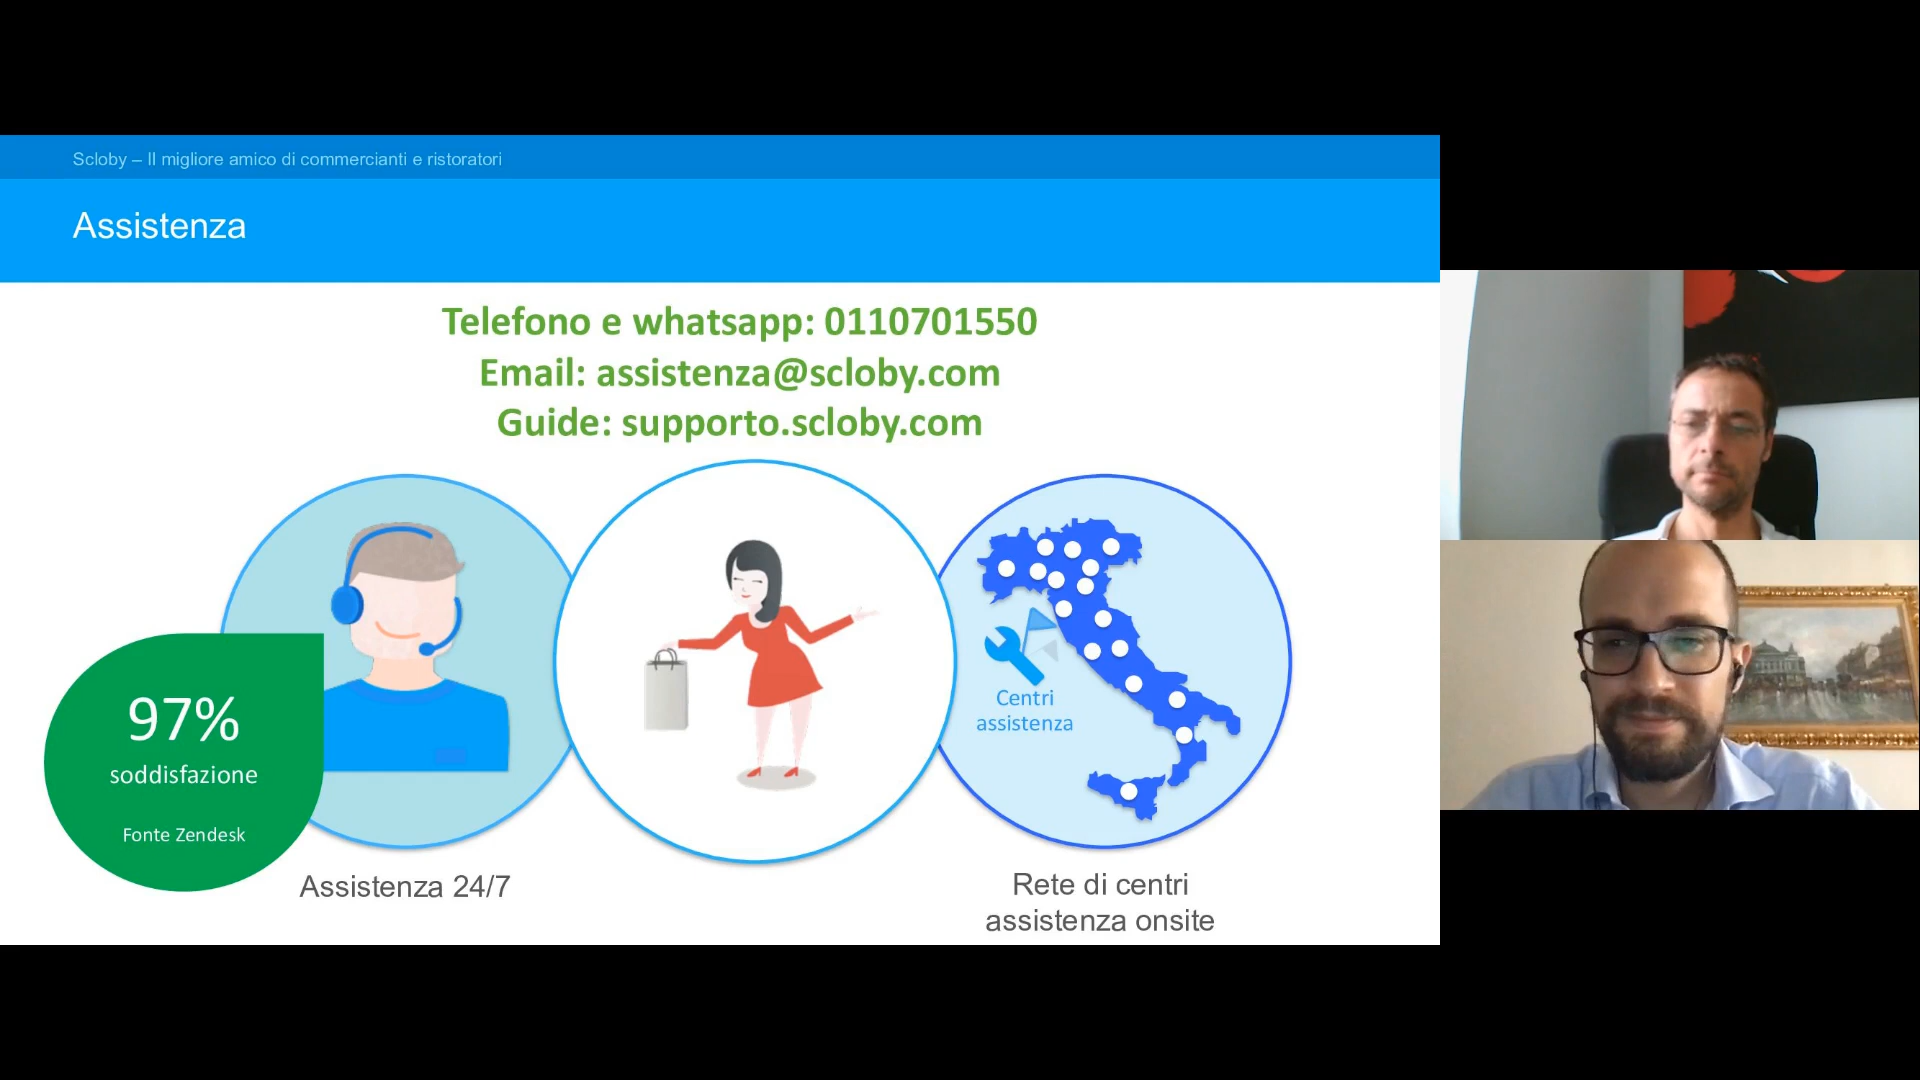 Scloby – Il migliore amico di commercianti e ristoratori
Assistenza
Telefono e whatsapp: 0110701550
Email: assistenza@scloby.com
Guide: supporto.scloby.com
97%
soddisfazione
Fonte Zendesk
Centri
assistenza
Assistenza 24/7
Rete di centri
assistenza onsite